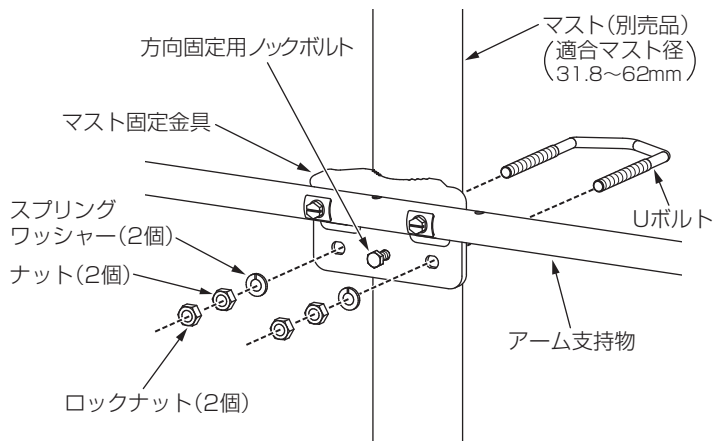 マスト（別売品）
（適合マスト径
31.8～62mm）
方向固定用ノックボルト
マスト固定金具
Uボルト
スプリング
ワッシャー（2個）
ナット（2個）
アーム支持物
ロックナット（2個）